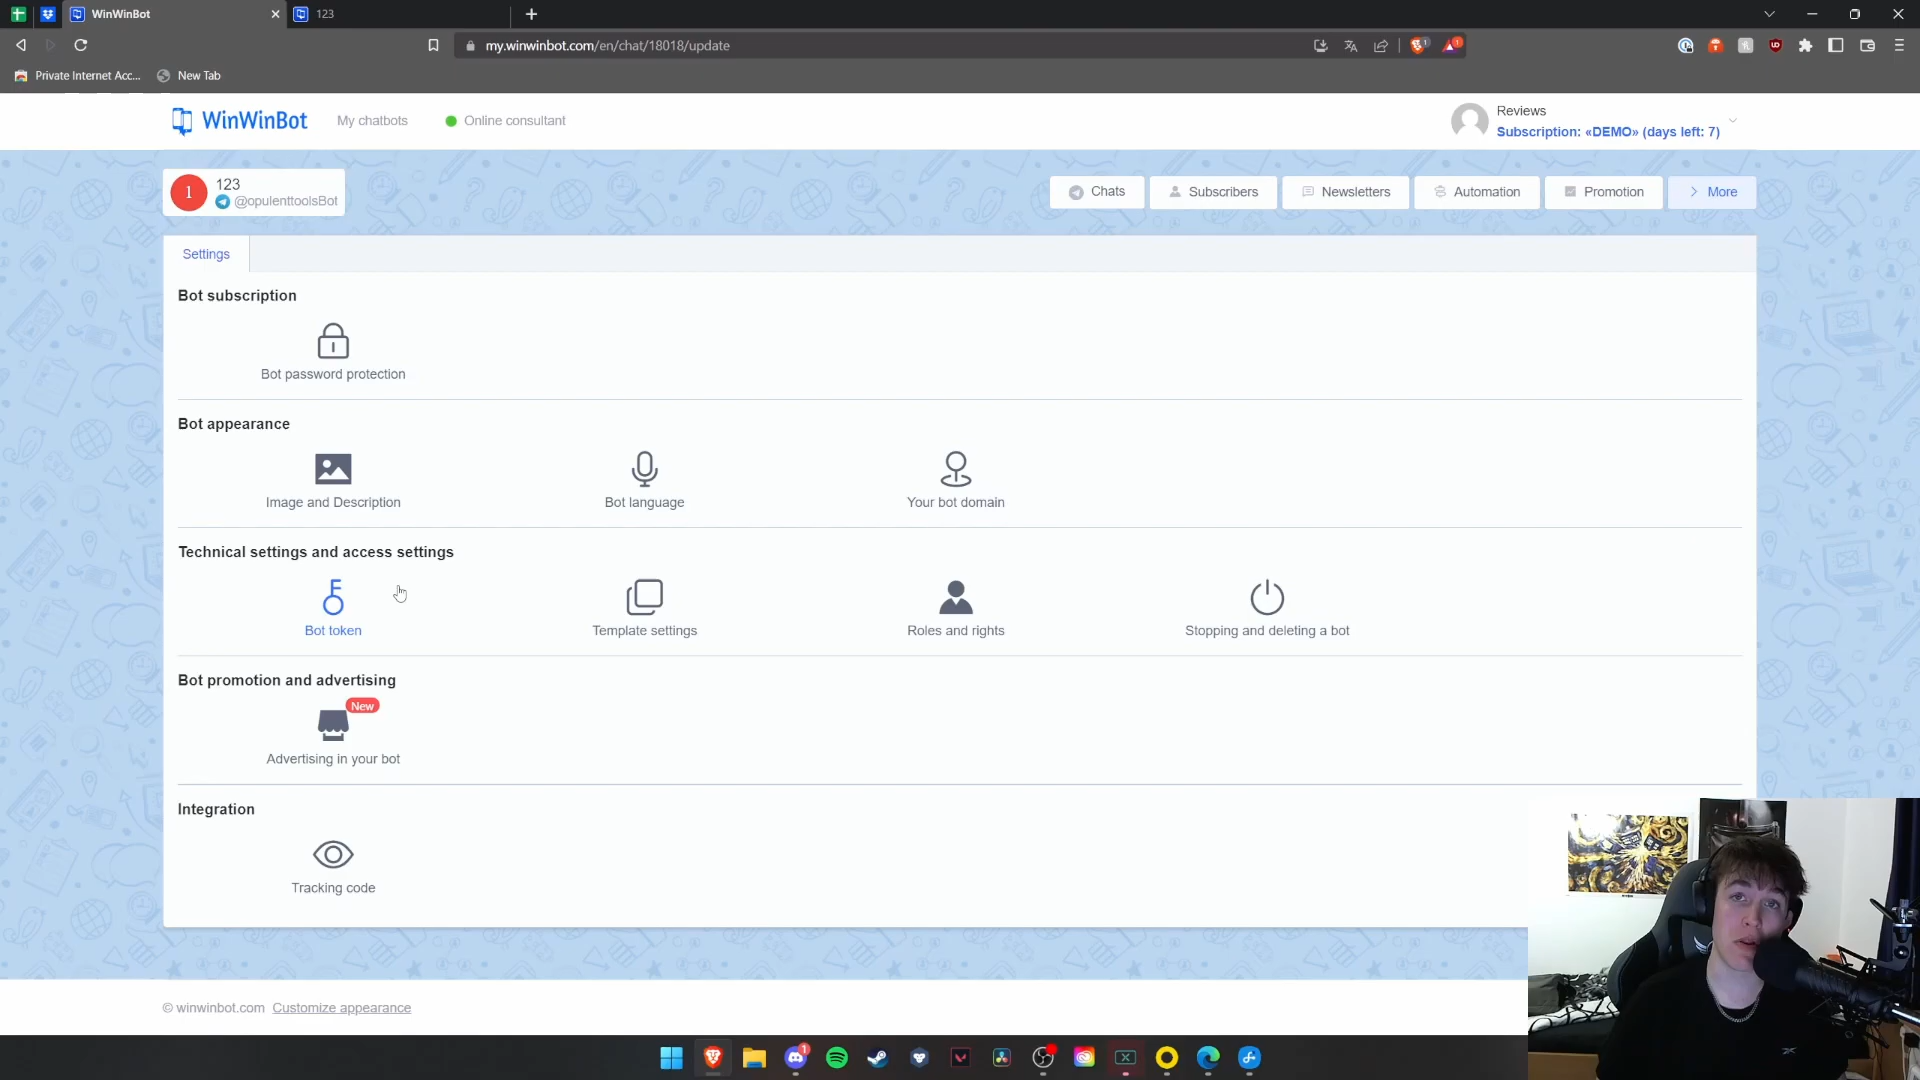 WinWinBot
123
my.winwinbot.com/en/chat/18018/update
1
1
Private Internet Acc...
New Tab
WinWinBot
My chatbots
Online consultant
Reviews
Subscription: «DEMO» (days left: 7)
1
123
@opulenttoolsBot
Chats
Subscribers
Newsletters
Automation
Promotion
More
Settings
Bot subscription
Bot password protection
Bot appearance
Image and Description
Bot language
Your bot domain
Technical settings and access settings
Bot token
Template settings
Roles and rights
Stopping and deleting a bot
Bot promotion and advertising
New
Advertising in your bot
Integration
Tracking code
© winwinbot.com Customize appearance
1